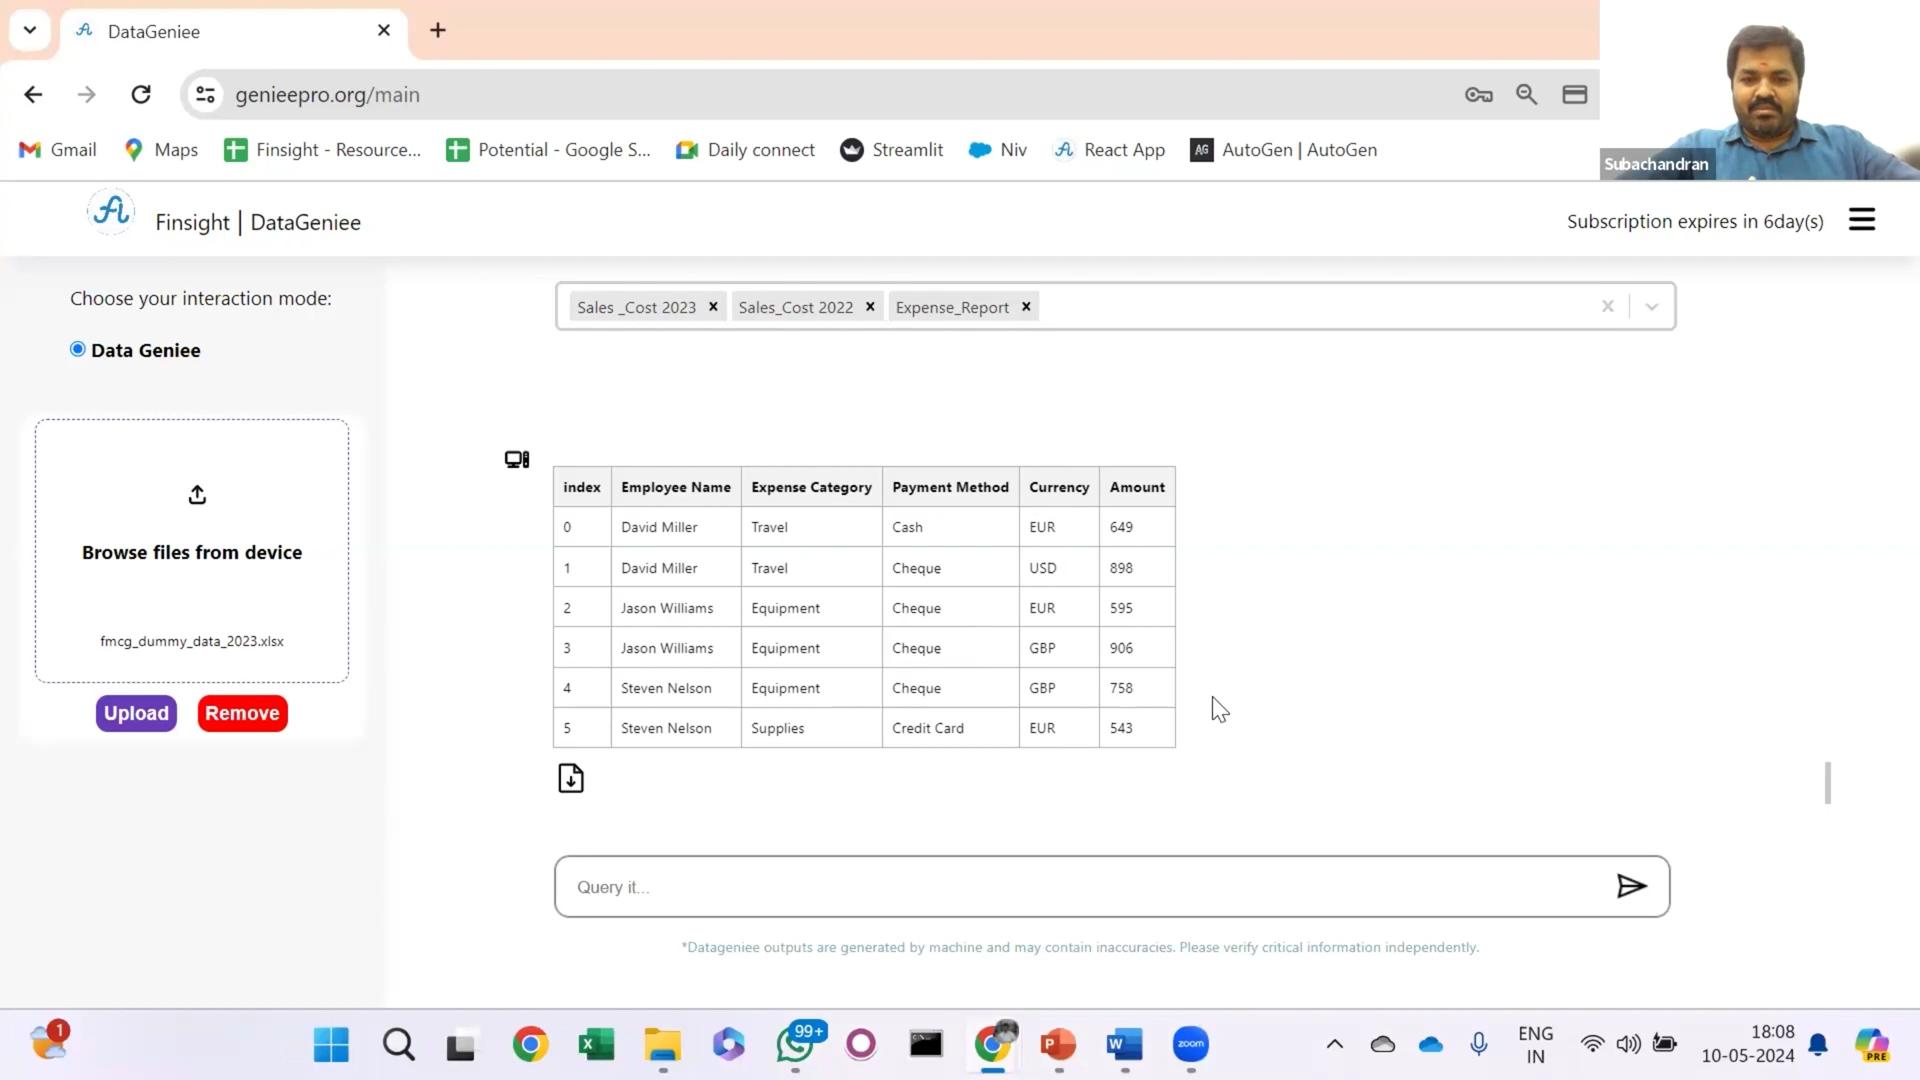 DataGeniee
genieepro.org/main
Gmail Maps Finsight - Resource... Potential - Google S... Daily connect Streamlit Niv React App AG AutoGen | AutoGen
Subachandran
Finsight | DataGeniee
Subscription expires in 6day(s)
Choose your interaction mode:
Data Geniee
Browse files from device
fmcg_dummy_data_2023.xlsx
Upload Remove
Sales _Cost 2023 Sales_Cost 2022 Expense_Report
index Employee Name Expense Category Payment Method Currency Amount
0 David Miller Travel Cash EUR 649
1 David Miller Travel Cheque USD 898
2 Jason Williams Equipment Cheque EUR 595
3 Jason Williams Equipment Cheque GBP 906
4 Steven Nelson Equipment Cheque GBP 758
5 Steven Nelson Supplies Credit Card EUR 543
Query it...
*Datageniee outputs are generated by machine and may contain inaccuracies. Please verify critical information independently.
1
99+
zoom
ENG
IN
18:08
10-05-2024
PRE